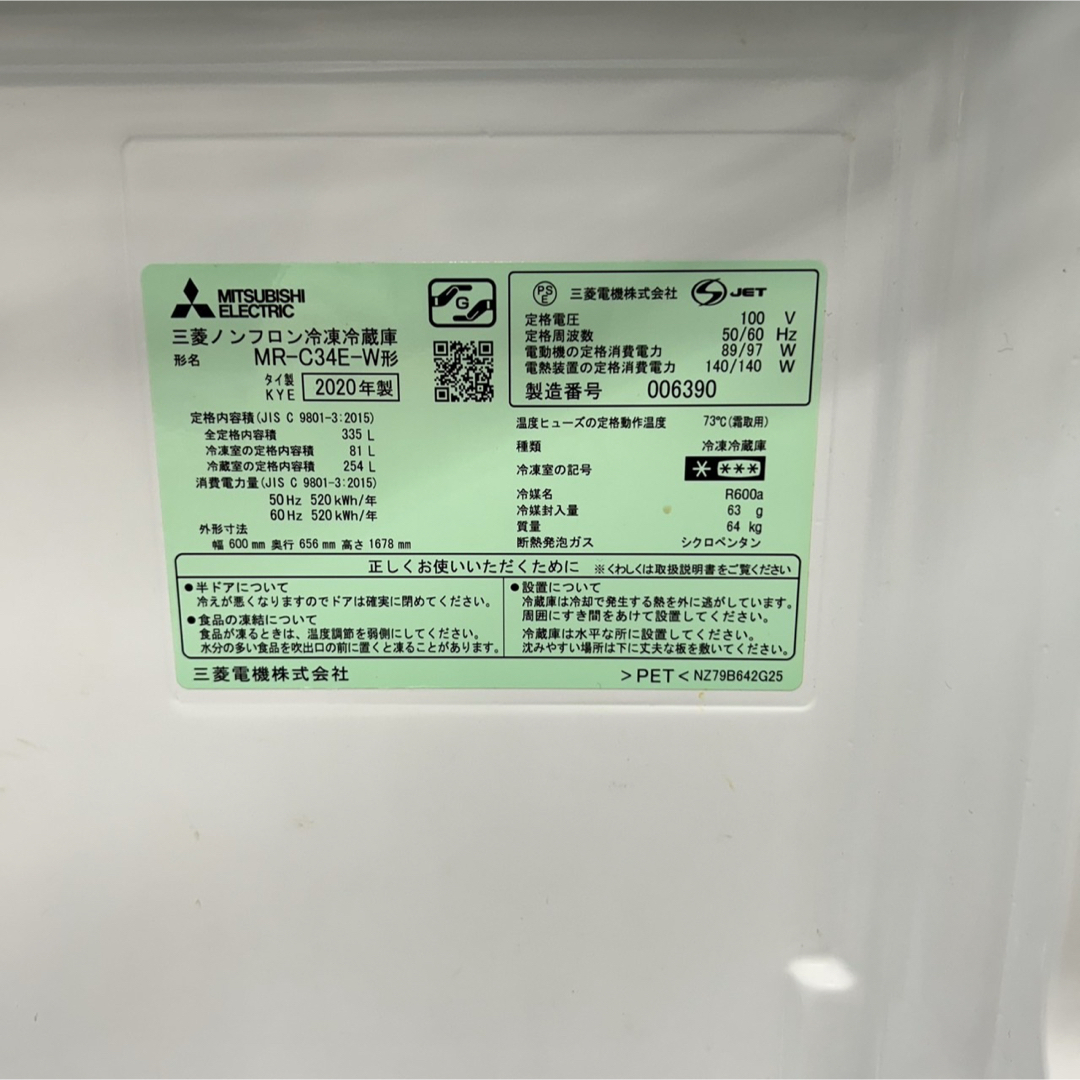 MITSUBISHI
ELECTRIC
G
三菱ノンフロン冷凍冷蔵庫
形名 MR-C34E-W形
タイ製
KYE 2020年製
定格内容積(JIS C 9801-3:2015)
全定格内容積 335 L
冷凍室の定格内容積 81 L
冷蔵室の定格内容積 254 L
消費電力量(JIS C 9801-3:2015)
50Hz 520kWh/年
60Hz 520kWh/年
外形寸法
幅 600mm 奥行 656mm 高さ 1678mm
PS
E 三菱電機株式会社 S JET
定格電圧 100 V
定格周波数 50/60 Hz
電動機の定格消費電力 89/97 W
電熱装置の定格消費電力 140/140 W
製造番号 006390
温度ヒューズの定格動作温度 73℃(霜取用)
種類 冷凍冷蔵庫
冷凍室の記号 * ***
冷媒名 R600a
冷媒封入量 63 g
質量 64 kg
断熱発泡ガス シクロペンタン
正しくお使いいただくために ※くわしくは取扱説明書をご覧ください
●半ドアについて
冷えが悪くなりますのでドアは確実に閉めてください。
●食品の凍結について
食品が凍るときは、温度調節を弱側にしてください。
水分の多い食品を吹出口の前に置くと凍ることがあります。
●設置について
冷蔵庫は冷却で発生する熱を外に逃がしています。
周囲にすき間をあけて設置してください。
冷蔵庫は水平な所に設置してください。
沈みやすい場所は下に丈夫な板を敷いてください。
三菱電機株式会社 >PET< NZ79B642G25